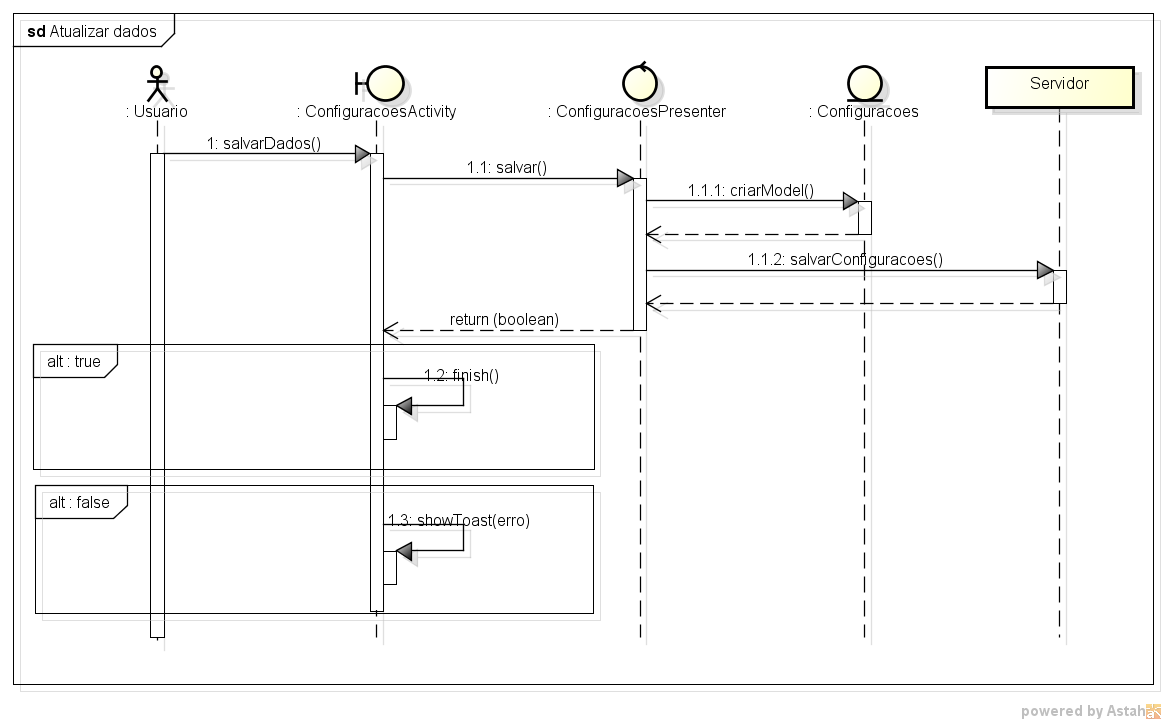 sd Atualizar dados
: Usuario
: ConfiguracoesActivity
: ConfiguracoesPresenter
: Configuracoes
Servidor
1: salvarDados()
1.1: salvar()
1.1.1: criarModel()
1.1.2: salvarConfiguracoes()
return (boolean)
alt : true
1.2: finish()
alt : false
1.3: showToast(erro)
powered by Astah